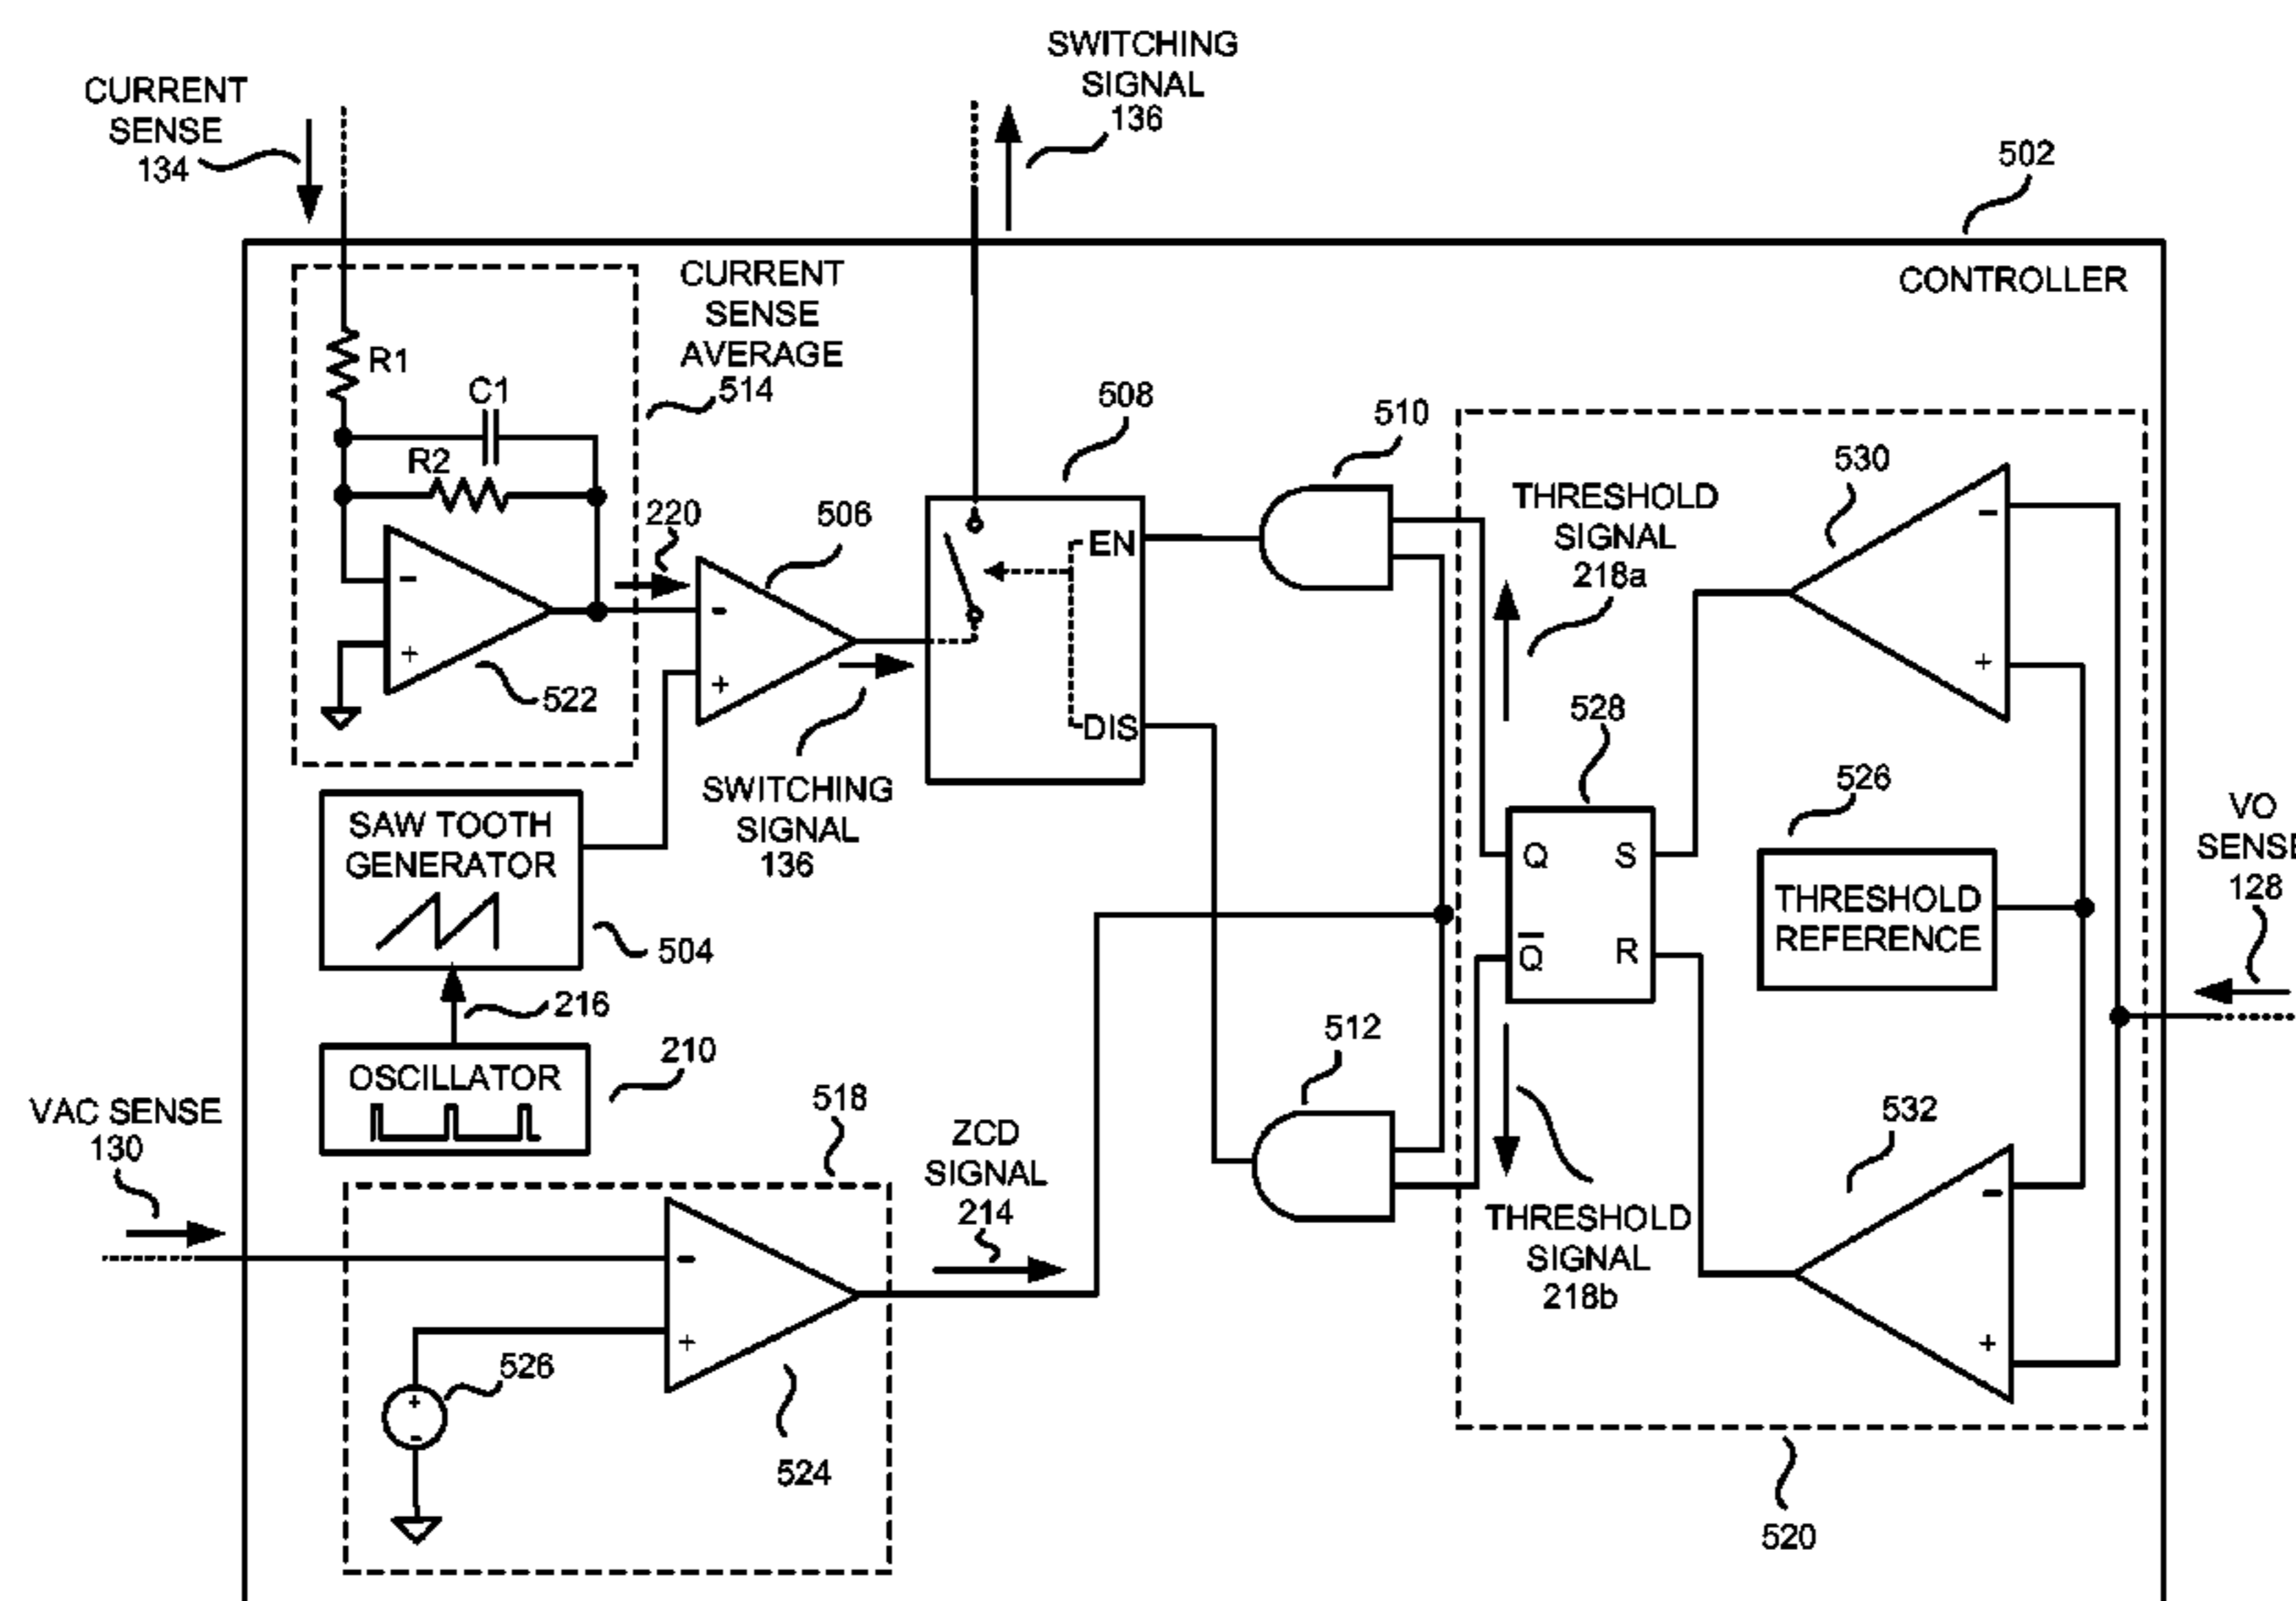 SWITCHING
SIGNAL
136
CURRENT
SENSE
134
502
CONTROLLER
CURRENT
SENSE
AVERAGE
514
R1
C1
R2
-
+
522
220
506
-
+
SWITCHING
SIGNAL
136
508
EN
DIS
510
THRESHOLD
SIGNAL
218a
530
-
+
528
Q S
Q̅ R
526
THRESHOLD
REFERENCE
VO
SENSE
128
SAW TOOTH
GENERATOR
504
216
OSCILLATOR
210
VAC SENSE
130
518
ZCD
SIGNAL
214
512
THRESHOLD
SIGNAL
218b
532
-
+
-
+
526
+
-
524
520